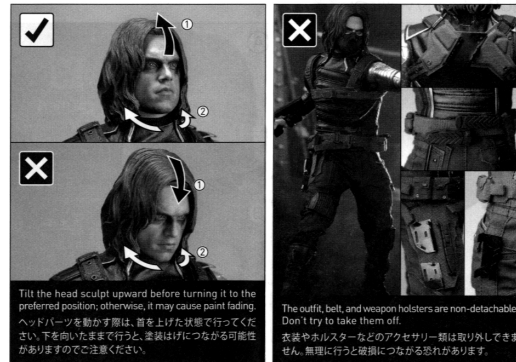 ①
②
①
②
Tilt the head sculpt upward before turning it to the
preferred position; otherwise, it may cause paint fading.
ヘッドパーツを動かす際は、首を上げた状態で行ってくだ
さい。下を向いたままで行うと、塗装はげにつながる可能性
がありますのでご注意ください。
The outfit, belt, and weapon holsters are non-detachable
Don't try to take them off.
衣装やホルスターなどのアクセサリー類は取り外しできま
せん。無理に行うと破損につながる恐れがあります。